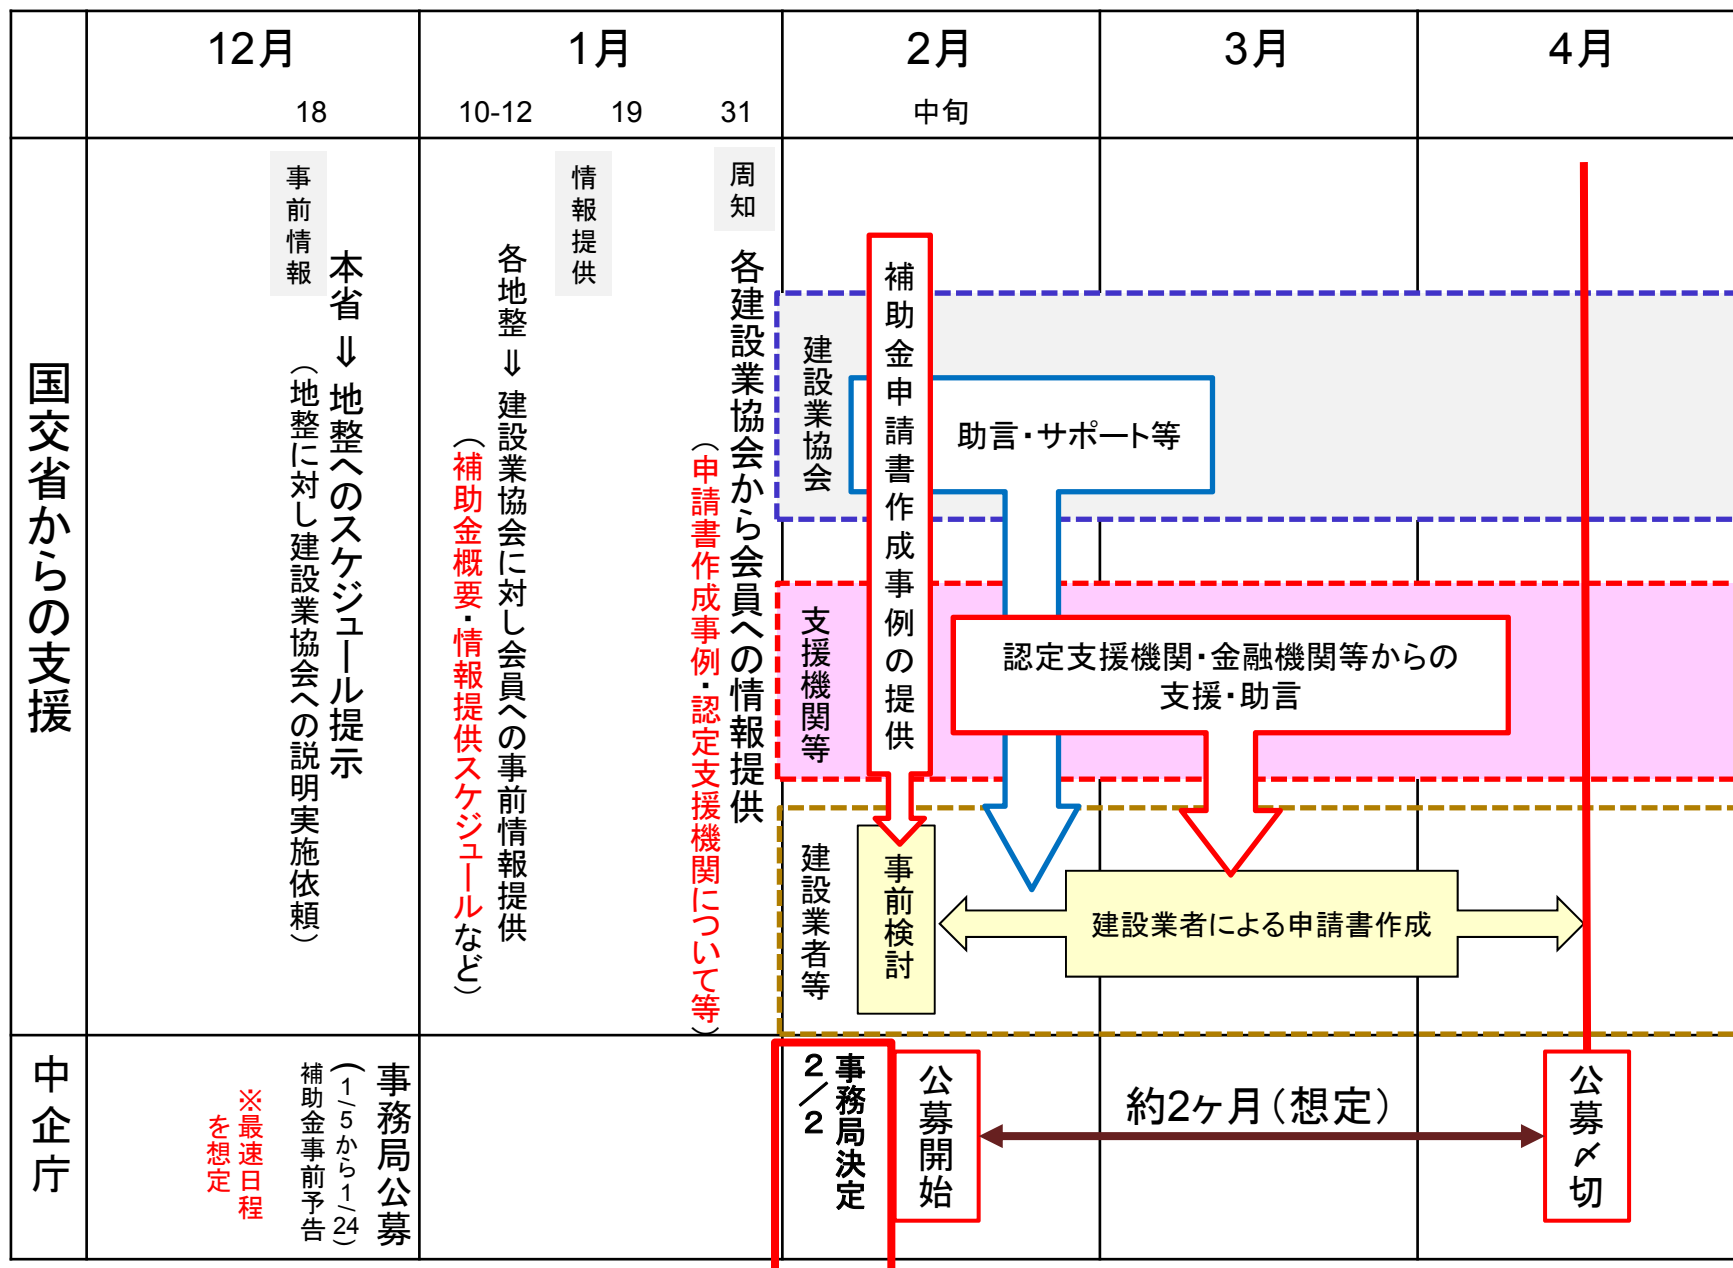 12月
1月
2月
3月
4月
18
10-12
19
31
中旬
国交省からの支援
事前情報
本省⇒地整へのスケジュール提示
（地整に対し建設業協会への説明実施依頼）
情報提供
各地整⇒建設業協会に対し会員への事前情報提供
（補助金概要・情報提供スケジュールなど）
周知
各建設業協会から会員への情報提供
（申請書作成事例・認定支援機関について等）
補助金申請書作成事例の提供
建設業協会
助言・サポート等
支援機関等
認定支援機関・金融機関等からの
支援・助言
建設業者等
事前検討
建設業者による申請書作成
中企庁
事務局公募
（1/5から1/24）
補助金事前予告
※最速日程
を想定
事務局決定
２／２
公募開始
約2ヶ月（想定）
公募〆切